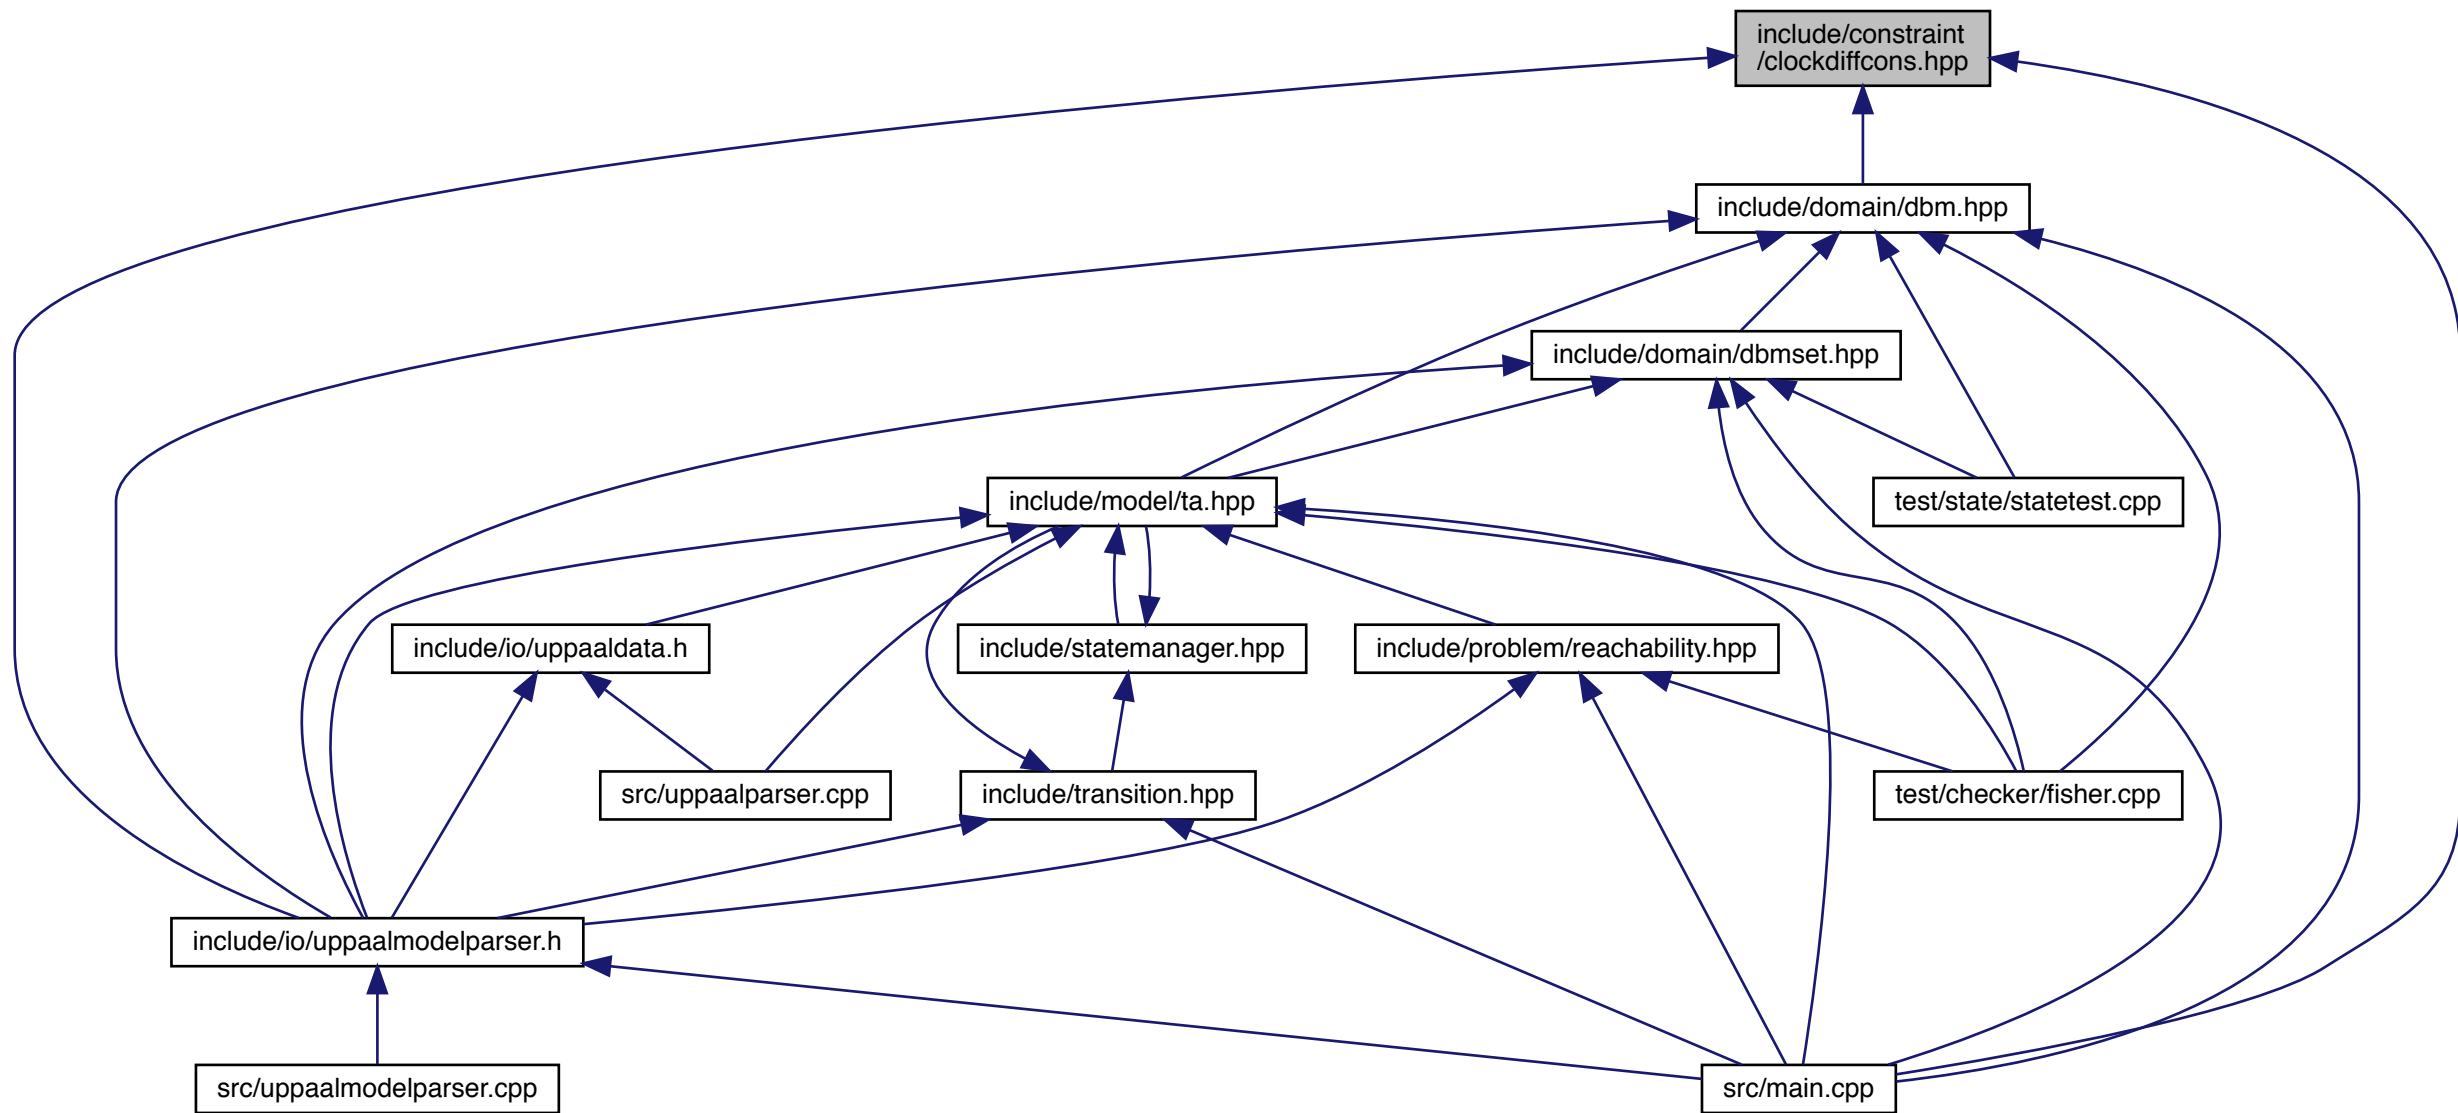 include/constraint
/clockdiffcons.hpp
include/domain/dbm.hpp
include/domain/dbmset.hpp
include/model/ta.hpp
test/state/statetest.cpp
include/io/uppaaldata.h
include/statemanager.hpp
include/problem/reachability.hpp
src/uppaalparser.cpp
include/transition.hpp
test/checker/fisher.cpp
include/io/uppaalmodelparser.h
src/uppaalmodelparser.cpp
src/main.cpp